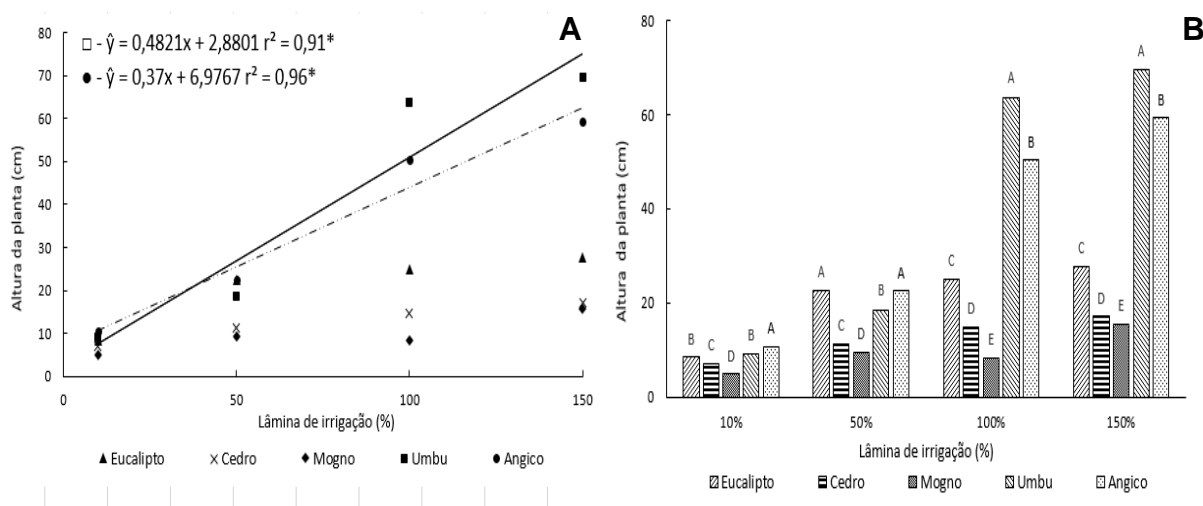 A
□ - ŷ = 0,4821x + 2,8801 r² = 0,91*
● - ŷ = 0,37x + 6,9767 r² = 0,96*
Altura da planta (cm)
80
70
60
50
40
30
20
10
0
0 50 100 150
Lâmina de irrigação (%)
▲ Eucalipto × Cedro ◆ Mogno ■ Umbu ● Angico
B
Altura da planta (cm)
80
60
40
20
0
B C D B A
A C D B A
C D E A B
C D E A B
10% 50% 100% 150%
Lâmina de irrigação (%)
Eucalipto Cedro Mogno Umbu Angico